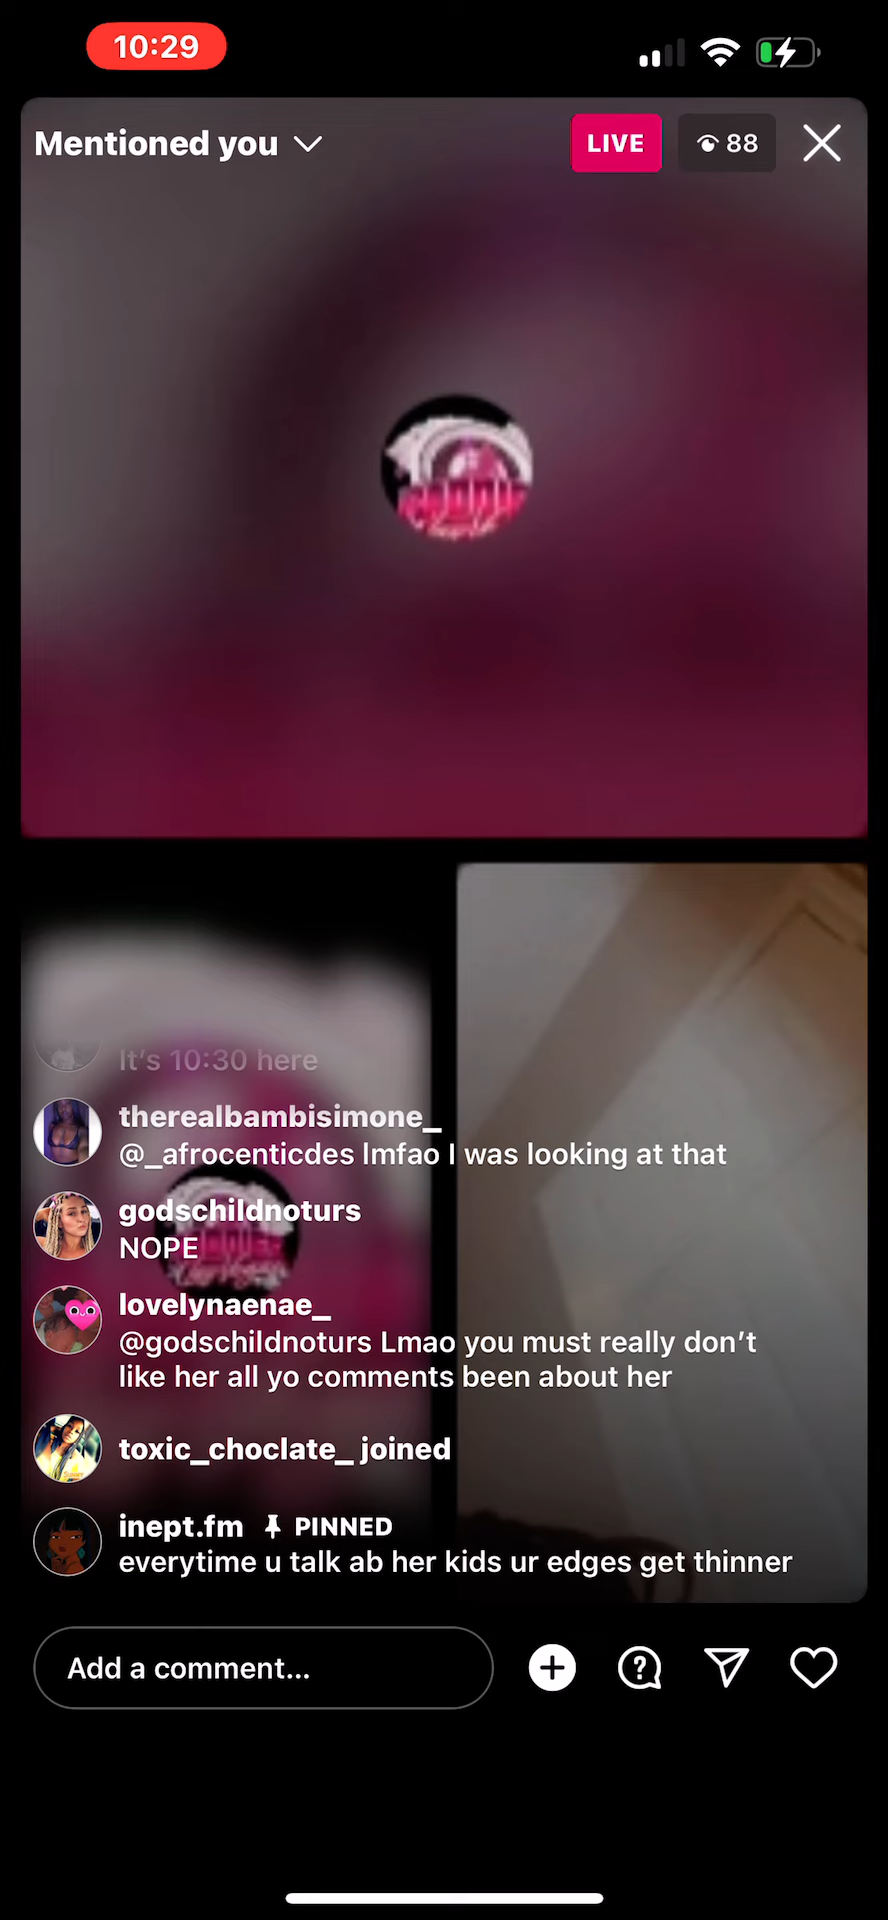 10:29
Mentioned you
LIVE
88
It's 10:30 here
therealbambisimone_
@_afrocenticdes lmfao I was looking at that
godschildnoturs
NOPE
lovelynaenae_
@godschildnoturs Lmao you must really don't
like her all yo comments been about her
toxic_choclate_ joined
inept.fm PINNED
everytime u talk ab her kids ur edges get thinner
Add a comment...